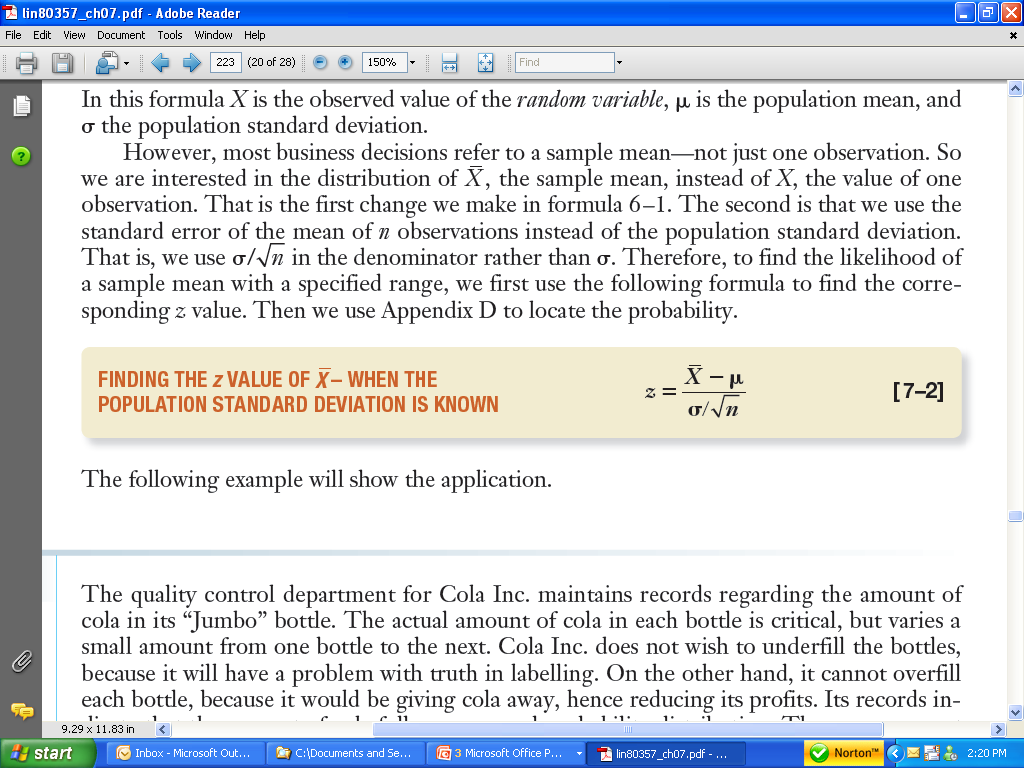 lin80357_ch07.pdf - Adobe Reader
File Edit View Document Tools Window Help
223 (20 of 28) 150% Find
In this formula X is the observed value of the random variable, μ is the population mean, and
σ the population standard deviation.
However, most business decisions refer to a sample mean—not just one observation. So
we are interested in the distribution of X̅, the sample mean, instead of X, the value of one
observation. That is the first change we make in formula 6–1. The second is that we use the
standard error of the mean of n observations instead of the population standard deviation.
That is, we use σ/√n in the denominator rather than σ. Therefore, to find the likelihood of
a sample mean with a specified range, we first use the following formula to find the corre-
sponding z value. Then we use Appendix D to locate the probability.
FINDING THE z VALUE OF X̅– WHEN THE
POPULATION STANDARD DEVIATION IS KNOWN
z = (X̅ − μ) / (σ/√n) [7–2]
The following example will show the application.
The quality control department for Cola Inc. maintains records regarding the amount of
cola in its “Jumbo” bottle. The actual amount of cola in each bottle is critical, but varies a
small amount from one bottle to the next. Cola Inc. does not wish to underfill the bottles,
because it will have a problem with truth in labelling. On the other hand, it cannot overfill
each bottle, because it would be giving cola away, hence reducing its profits. Its records in-
9.29 x 11.83 in
start Inbox - Microsoft Out... C:\Documents and Se... 3 Microsoft Office P... lin80357_ch07.pdf - ... Norton™ 2:20 PM